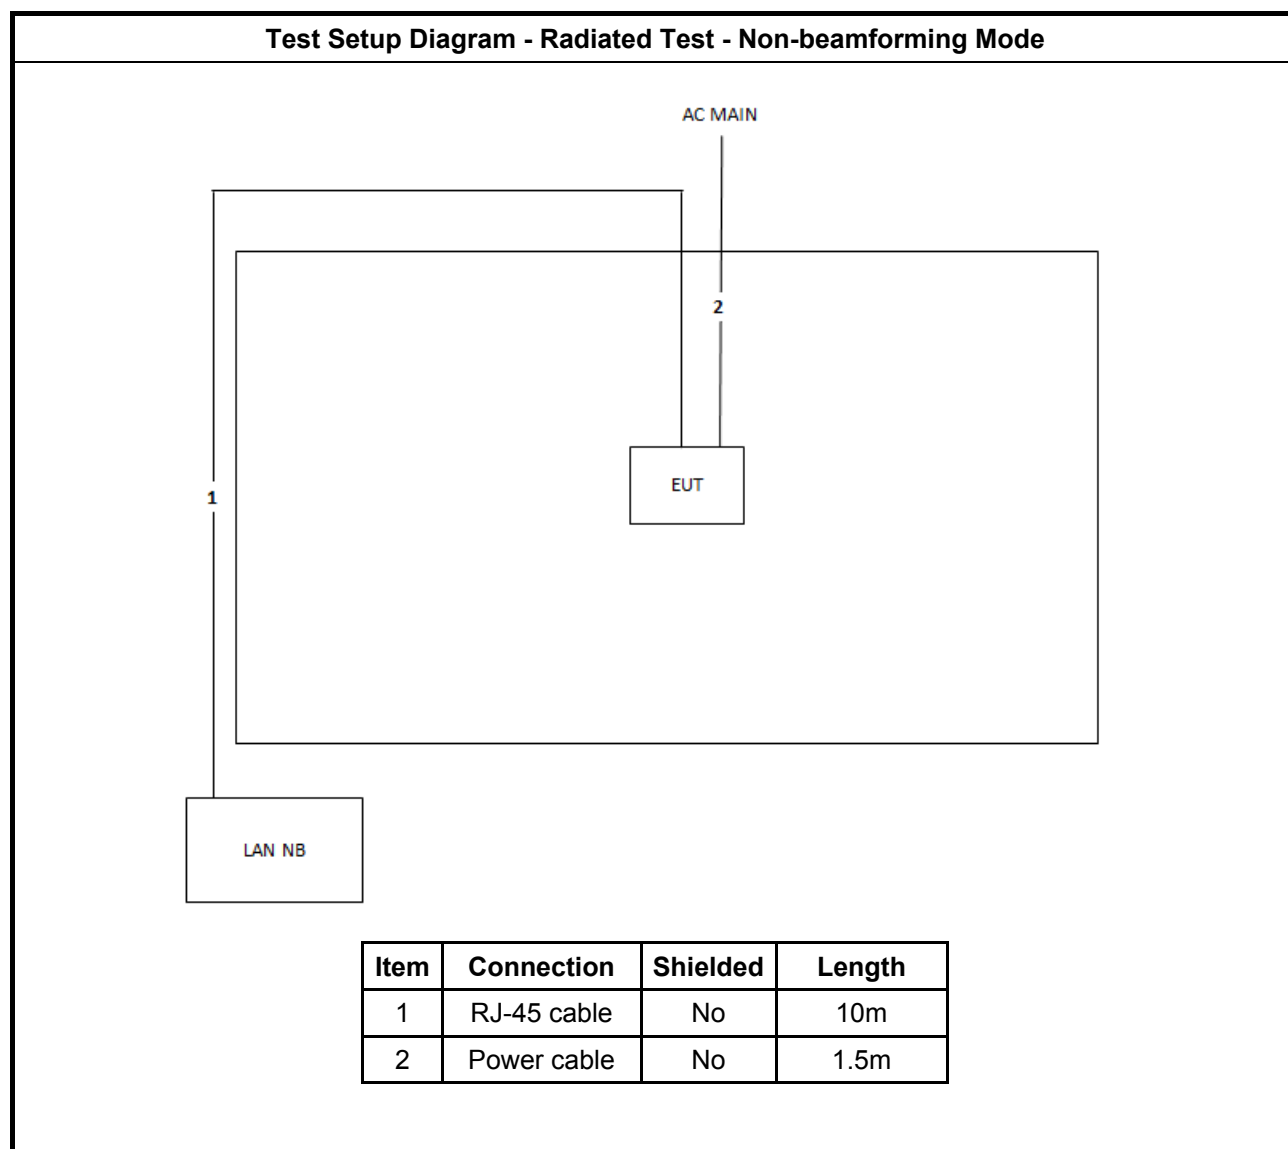 Test Setup Diagram - Radiated Test - Non-beamforming Mode
AC MAIN
2
EUT
1
LAN NB
Item Connection Shielded Length
1 RJ-45 cable No 10m
2 Power cable No 1.5m